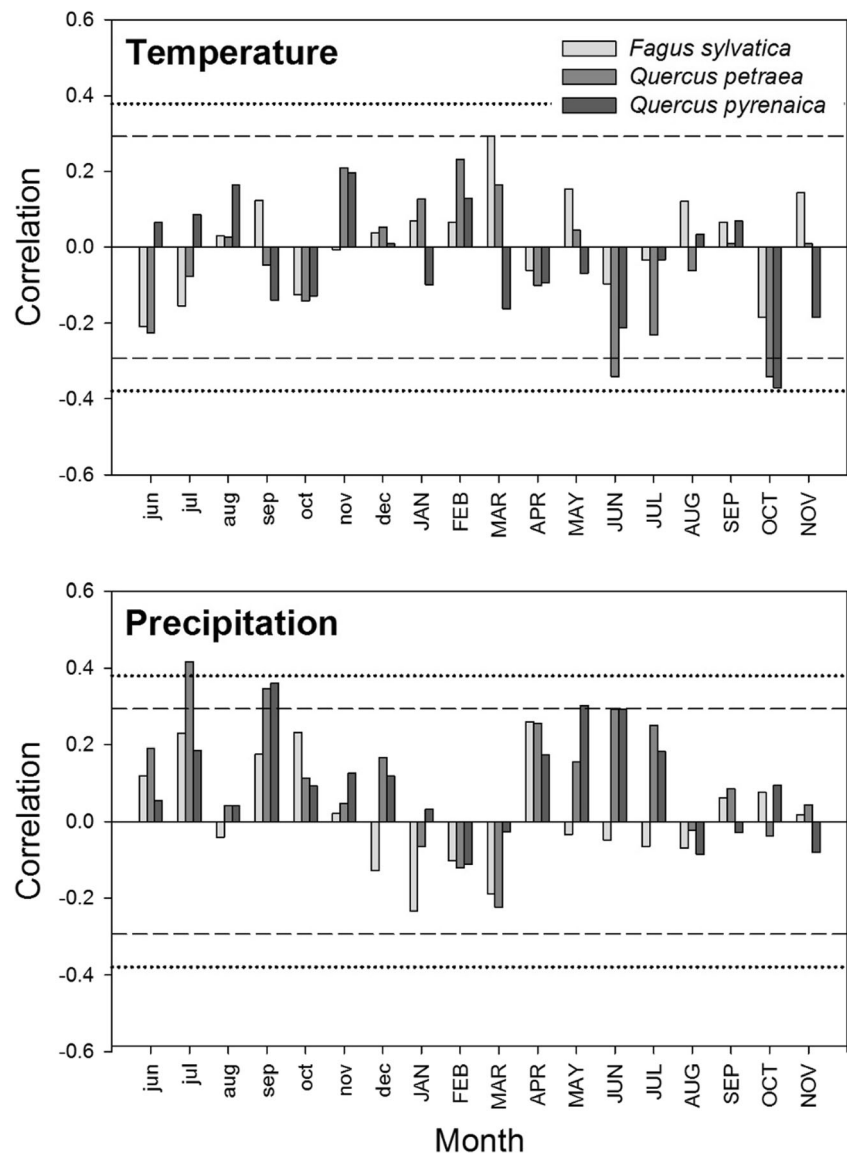 Temperature
Fagus sylvatica
Quercus petraea
Quercus pyrenaica
Correlation
0.6
0.4
0.2
0.0
-0.2
-0.4
-0.6
jun jul aug sep oct nov dec JAN FEB MAR APR MAY JUN JUL AUG SEP OCT NOV
Precipitation
Correlation
0.6
0.4
0.2
0.0
-0.2
-0.4
-0.6
jun jul aug sep oct nov dec JAN FEB MAR APR MAY JUN JUL AUG SEP OCT NOV
Month